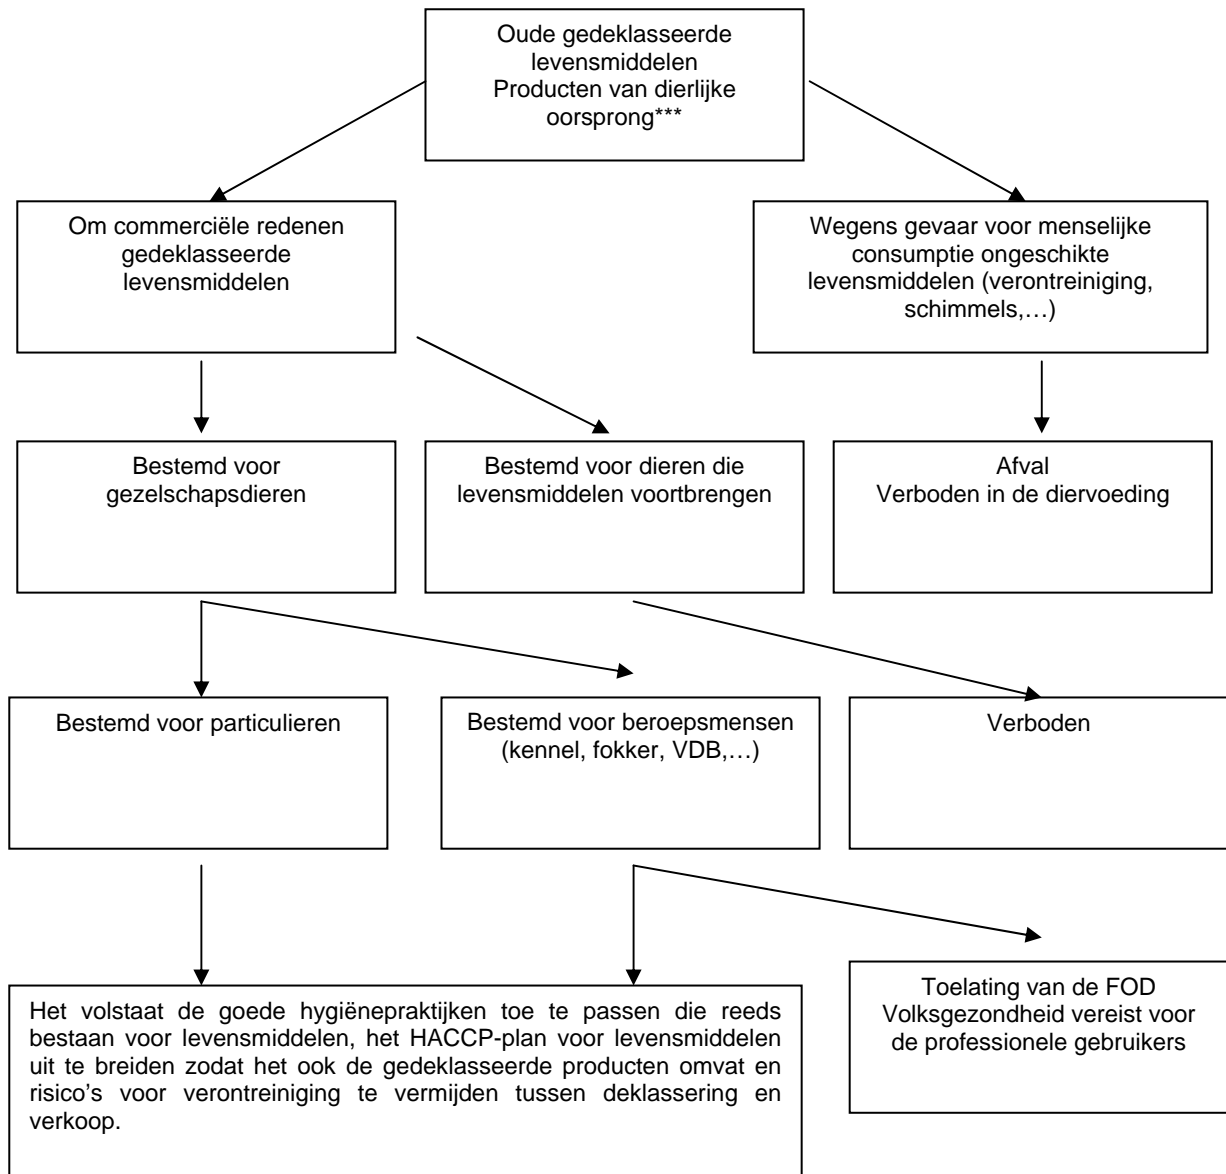 Oude gedeklasseerde
levensmiddelen
Producten van dierlijke
oorsprong***
Om commerciële redenen
gedeklasseerde
levensmiddelen
Wegens gevaar voor menselijke
consumptie ongeschikte
levensmiddelen (verontreiniging,
schimmels,…)
Bestemd voor
gezelschapsdieren
Bestemd voor dieren die
levensmiddelen voortbrengen
Afval
Verboden in de diervoeding
Bestemd voor particulieren
Bestemd voor beroepsmensen
(kennel, fokker, VDB,…)
Verboden
Het volstaat de goede hygiënepraktijken toe te passen die reeds
bestaan voor levensmiddelen, het HACCP-plan voor levensmiddelen
uit te breiden zodat het ook de gedeklasseerde producten omvat en
risico’s voor verontreiniging te vermijden tussen deklassering en
verkoop.
Toelating van de FOD
Volksgezondheid vereist voor
de professionele gebruikers